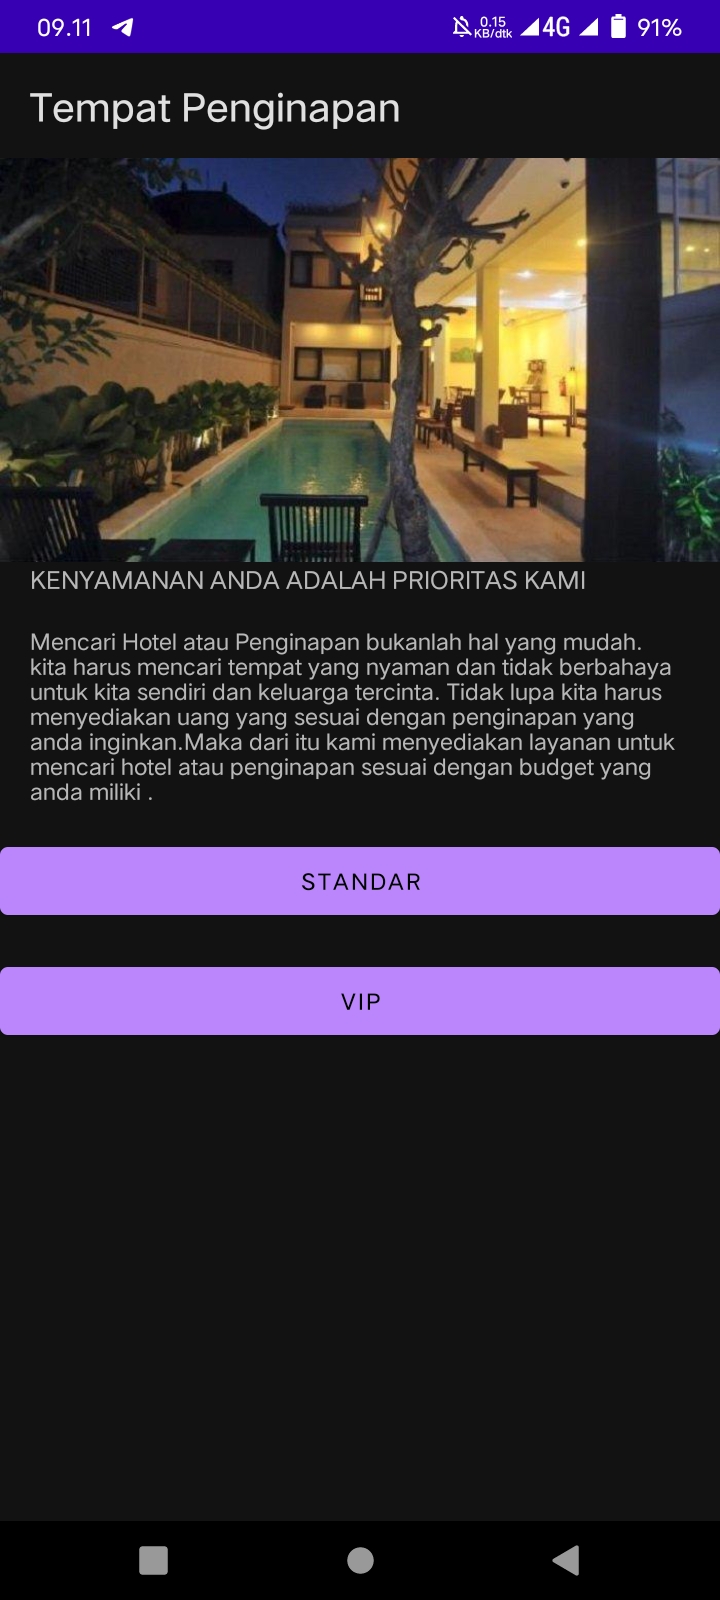 09.11
0.15
KB/dtk
4G
91%
Tempat Penginapan
KENYAMANAN ANDA ADALAH PRIORITAS KAMI
Mencari Hotel atau Penginapan bukanlah hal yang mudah.
kita harus mencari tempat yang nyaman dan tidak berbahaya
untuk kita sendiri dan keluarga tercinta. Tidak lupa kita harus
menyediakan uang yang sesuai dengan penginapan yang
anda inginkan.Maka dari itu kami menyediakan layanan untuk
mencari hotel atau penginapan sesuai dengan budget yang
anda miliki .
STANDAR
VIP